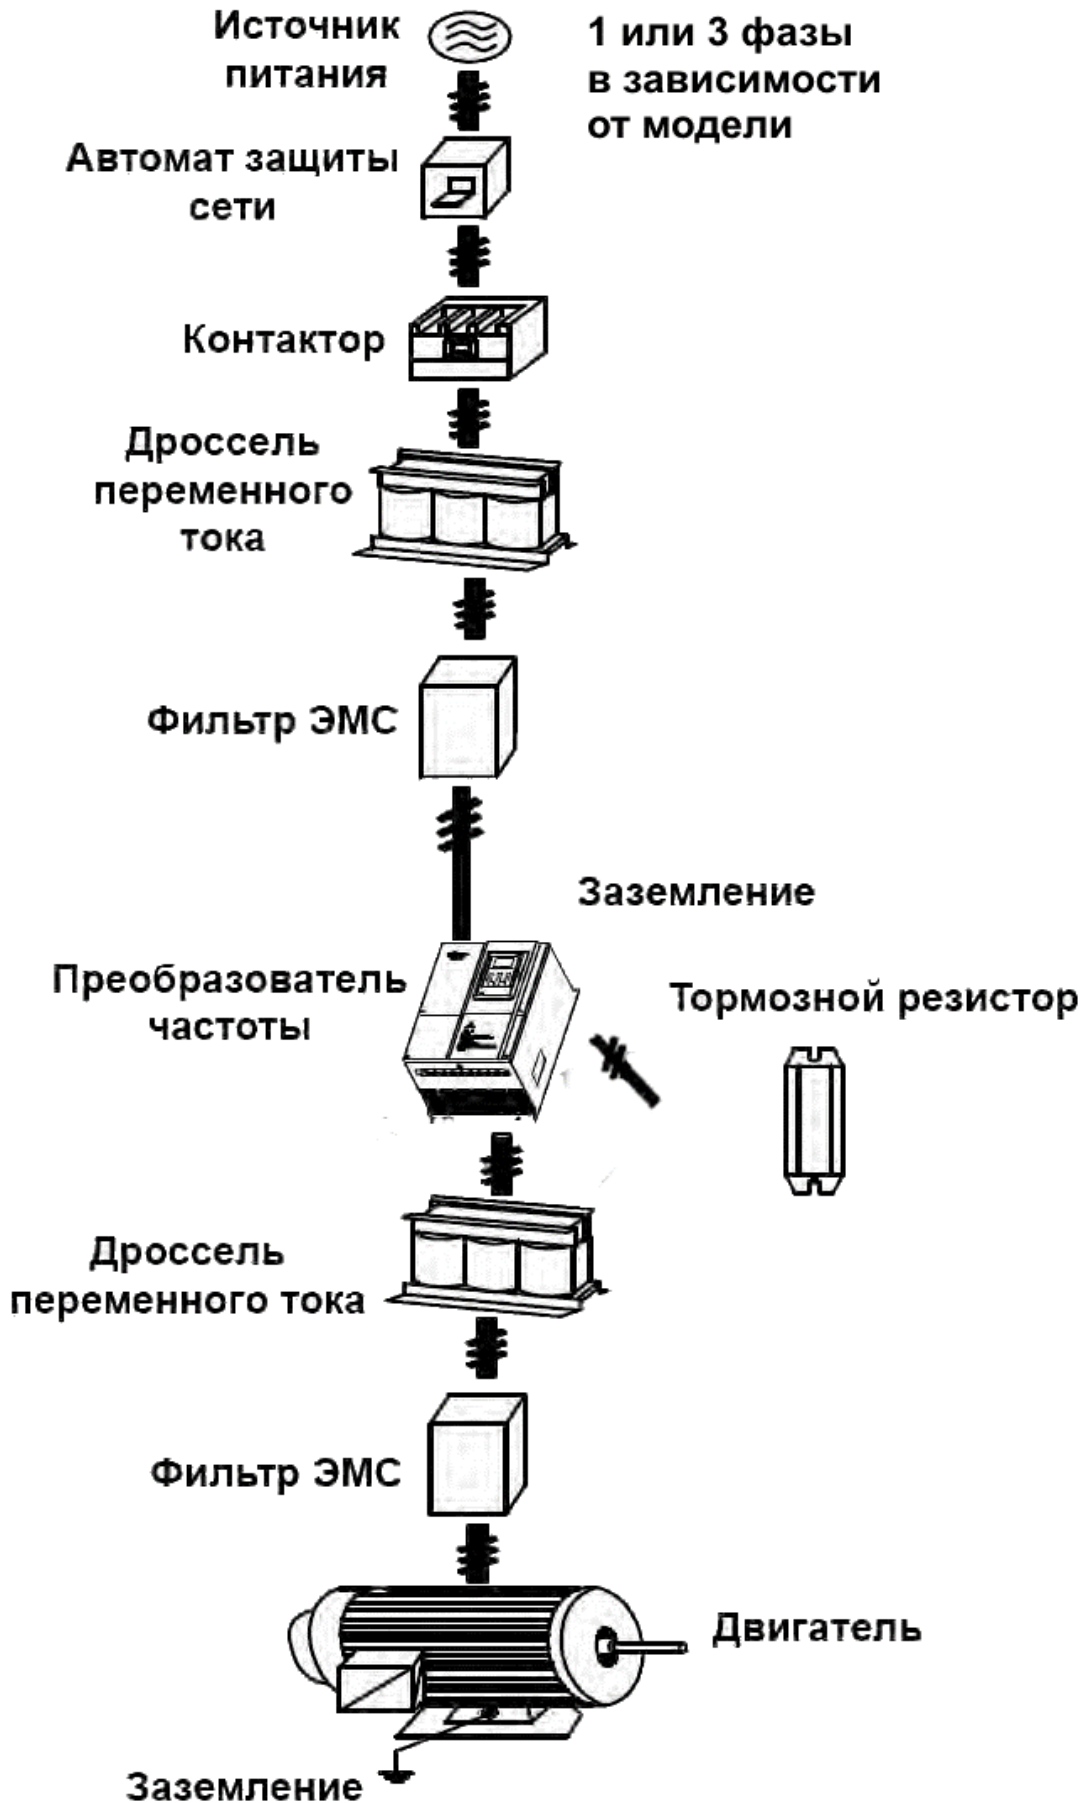 Источник
питания
1 или 3 фазы
в зависимости
от модели
Автомат защиты
сети
Контактор
Дроссель
переменного
тока
Фильтр ЭМС
Заземление
Преобразователь
частоты
Тормозной резистор
Дроссель
переменного тока
Фильтр ЭМС
Двигатель
Заземление